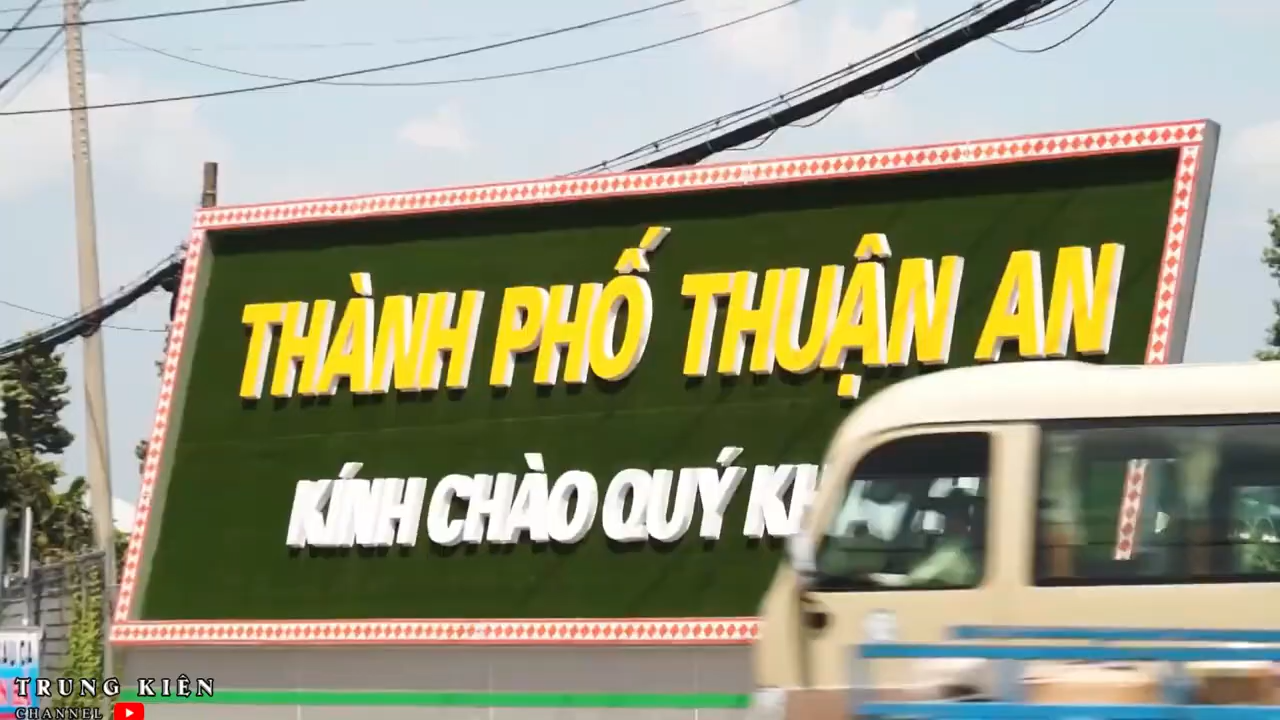 THÀNH PHỐ THUẬN AN
KÍNH CHÀO QUÝ
TRUNG KIÊN
CHANNEL